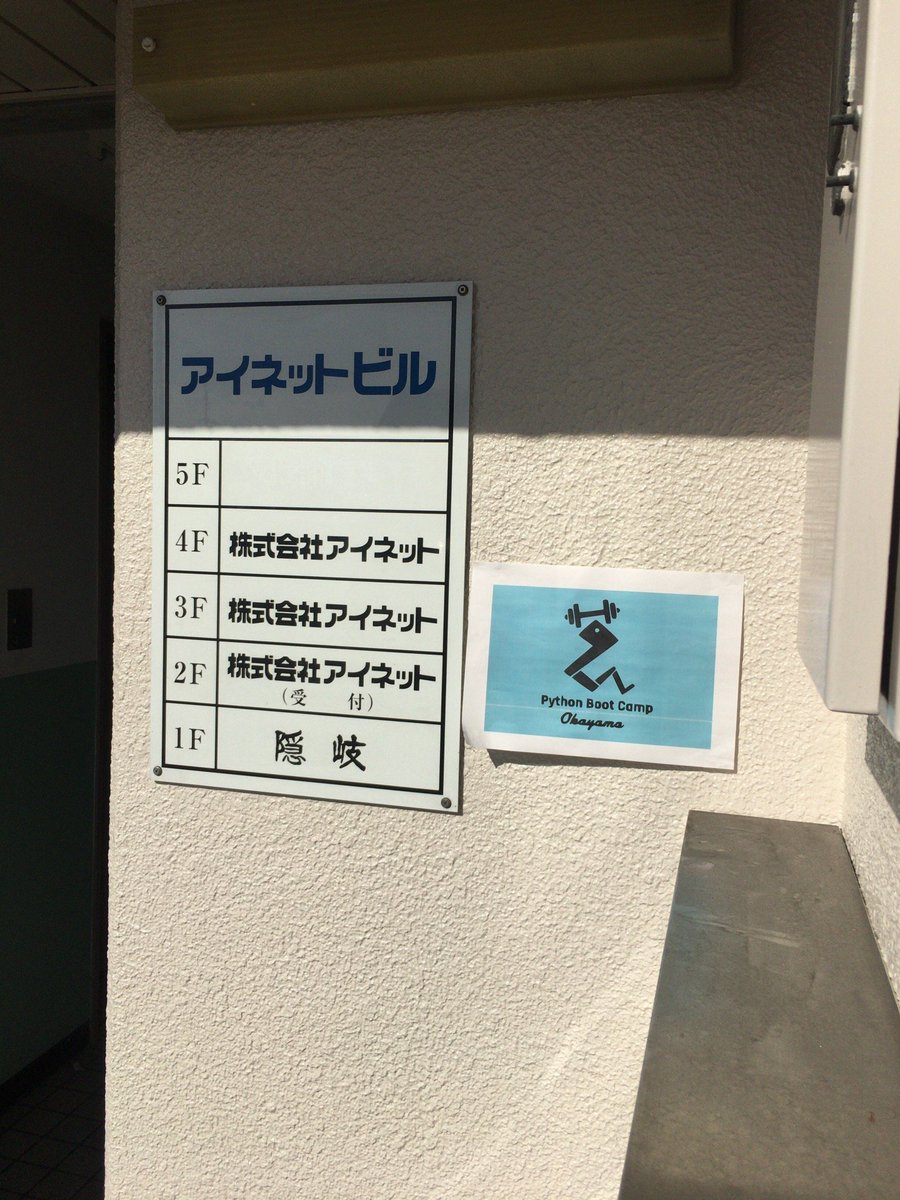 アイネットビル
5F
4F 株式会社アイネット
3F 株式会社アイネット
2F 株式会社アイネット
(受 付)
1F 隠 岐
Python Boot Camp
Okayama